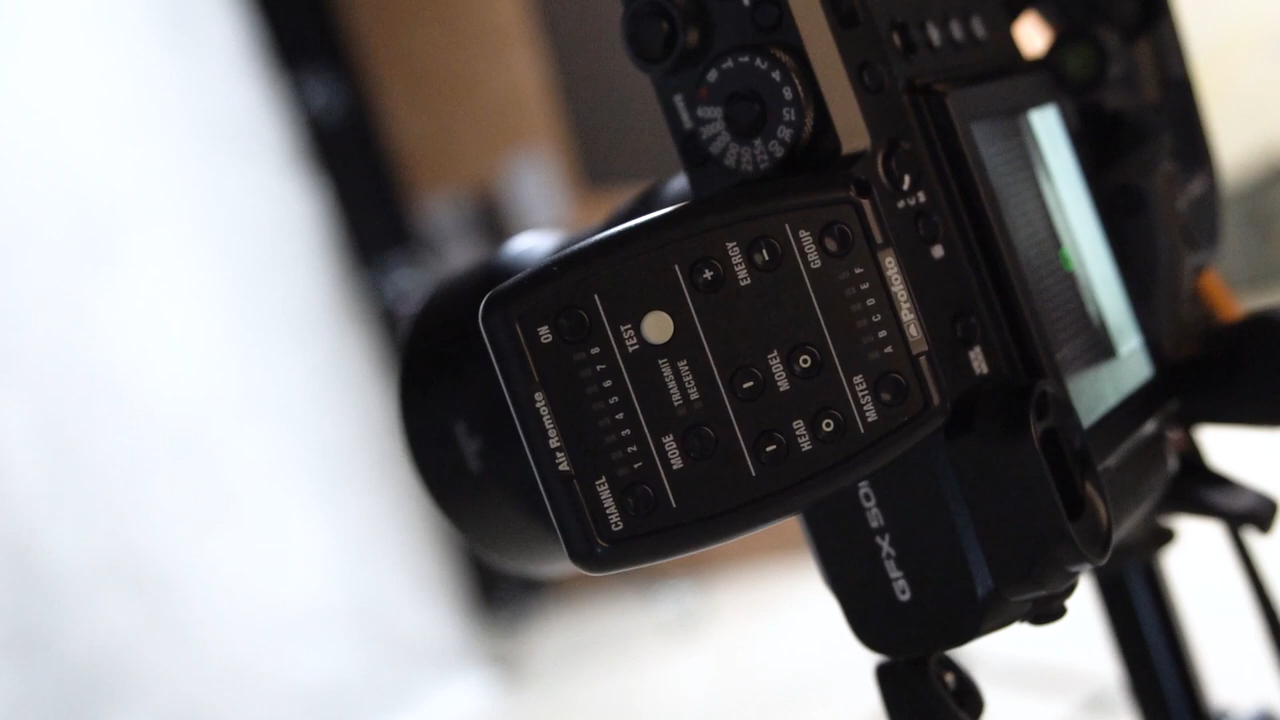 Air Remote
CHANNEL
1 2 3 4 5 6 7 8
ON
MODE
TRANSMIT
RECEIVE
TEST
HEAD
MODEL
+
ENERGY
-
MASTER
A B C D E F
GROUP
Profoto
GFX 50